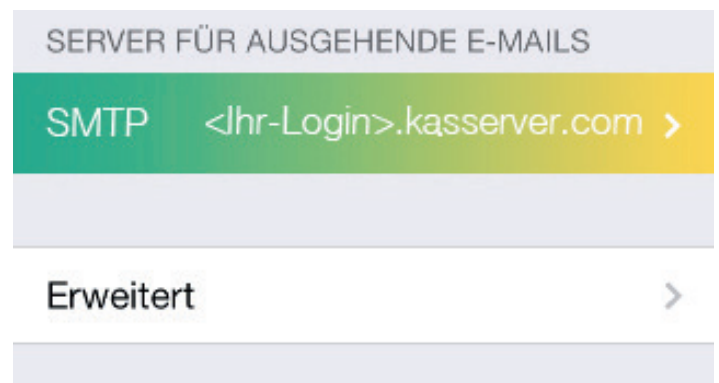 SERVER FÜR AUSGEHENDE E-MAILS
SMTP <Ihr-Login>.kasserver.com
Erweitert